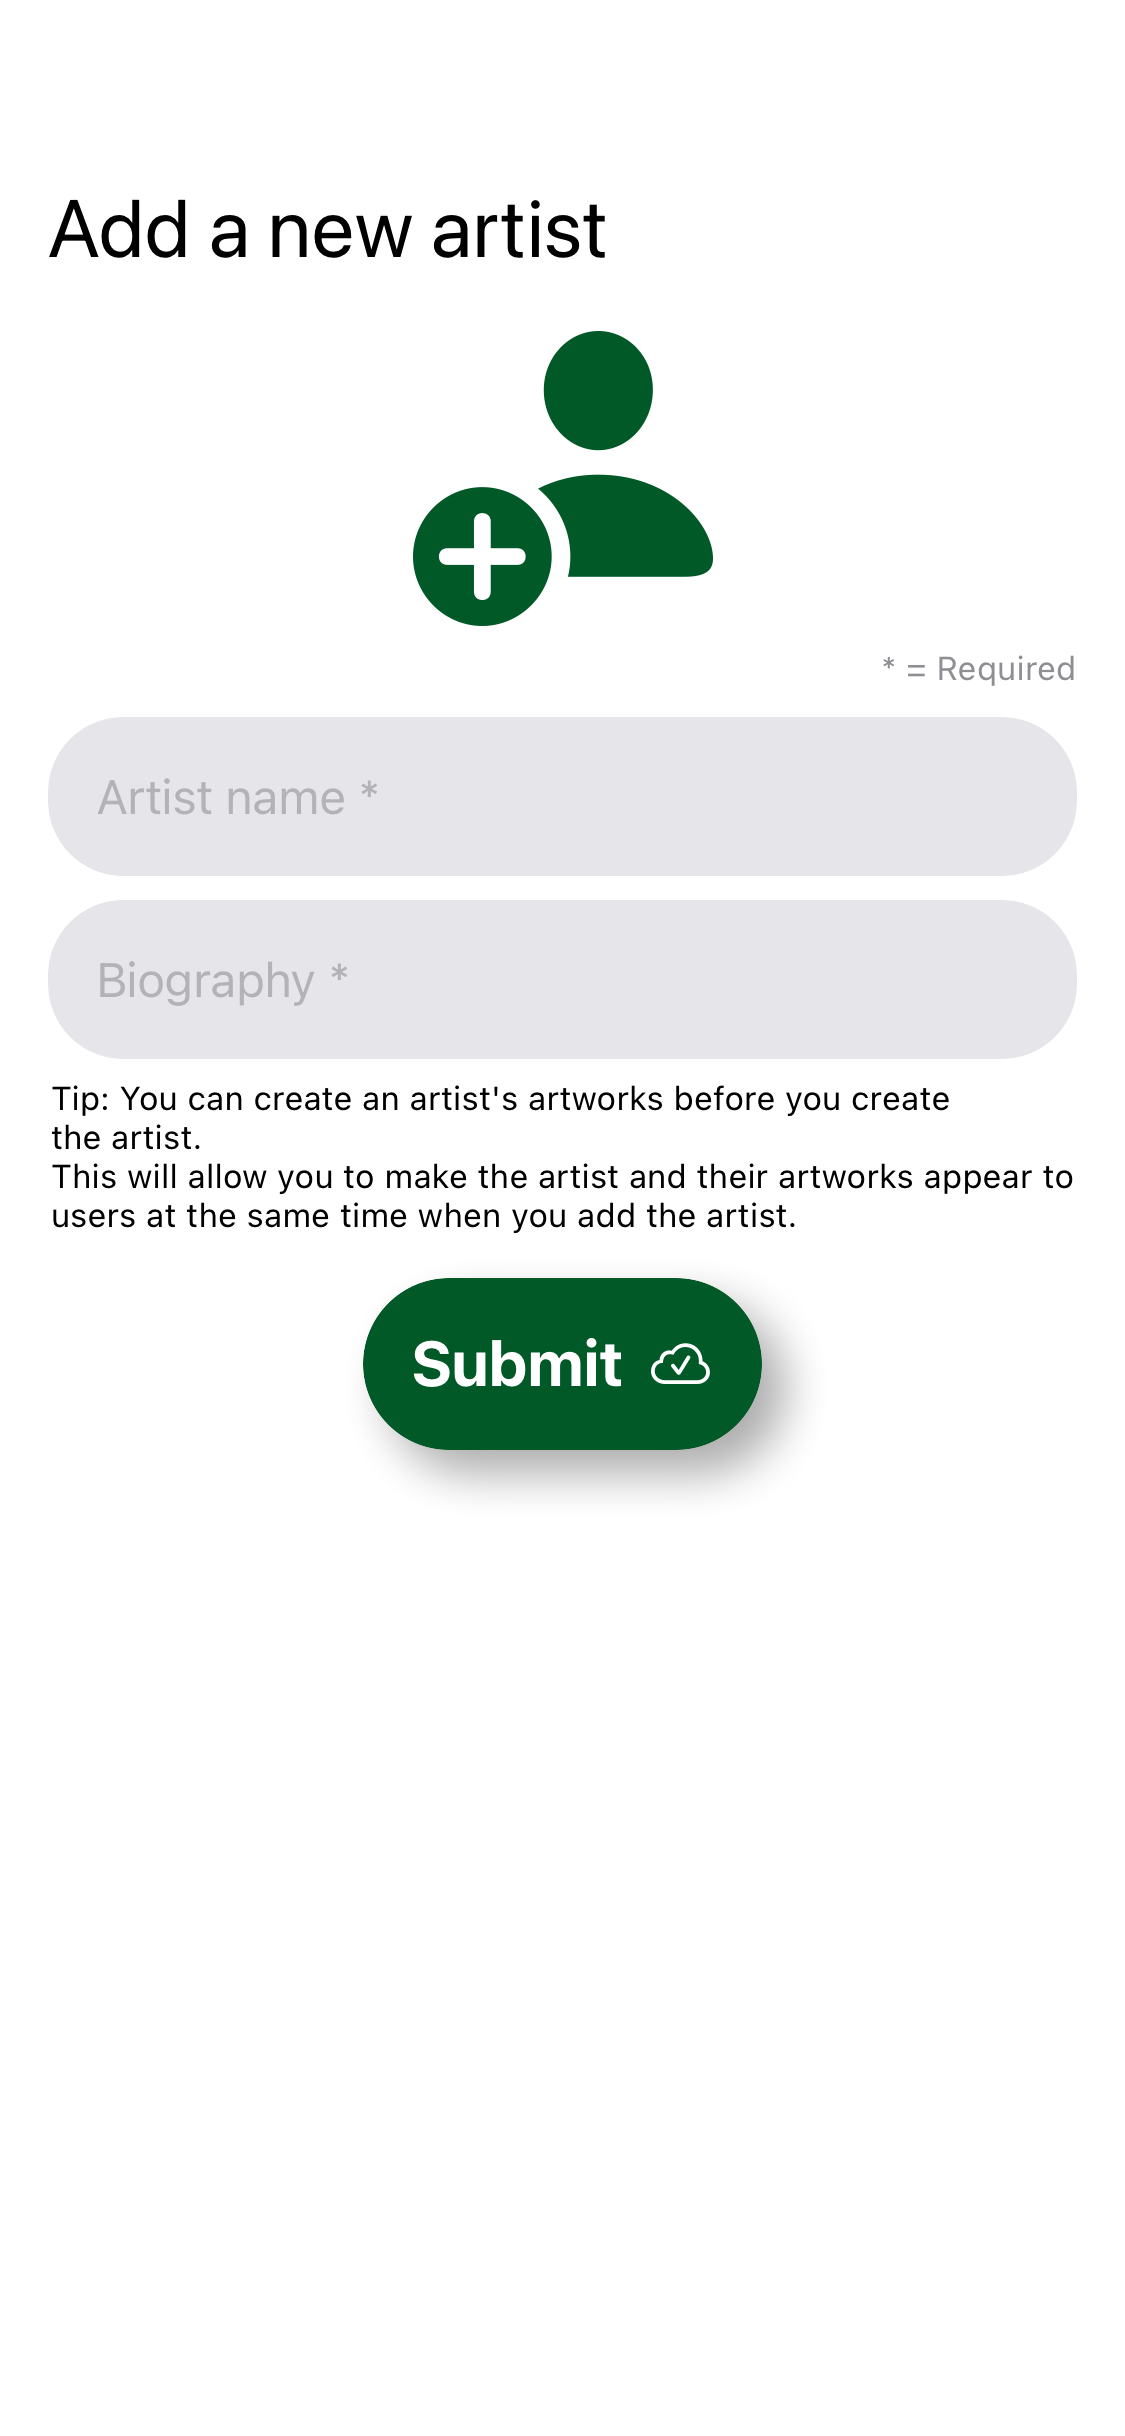 Add a new artist
* = Required
Artist name *
Biography *
Tip: You can create an artist's artworks before you create
the artist.
This will allow you to make the artist and their artworks appear to
users at the same time when you add the artist.
Submit